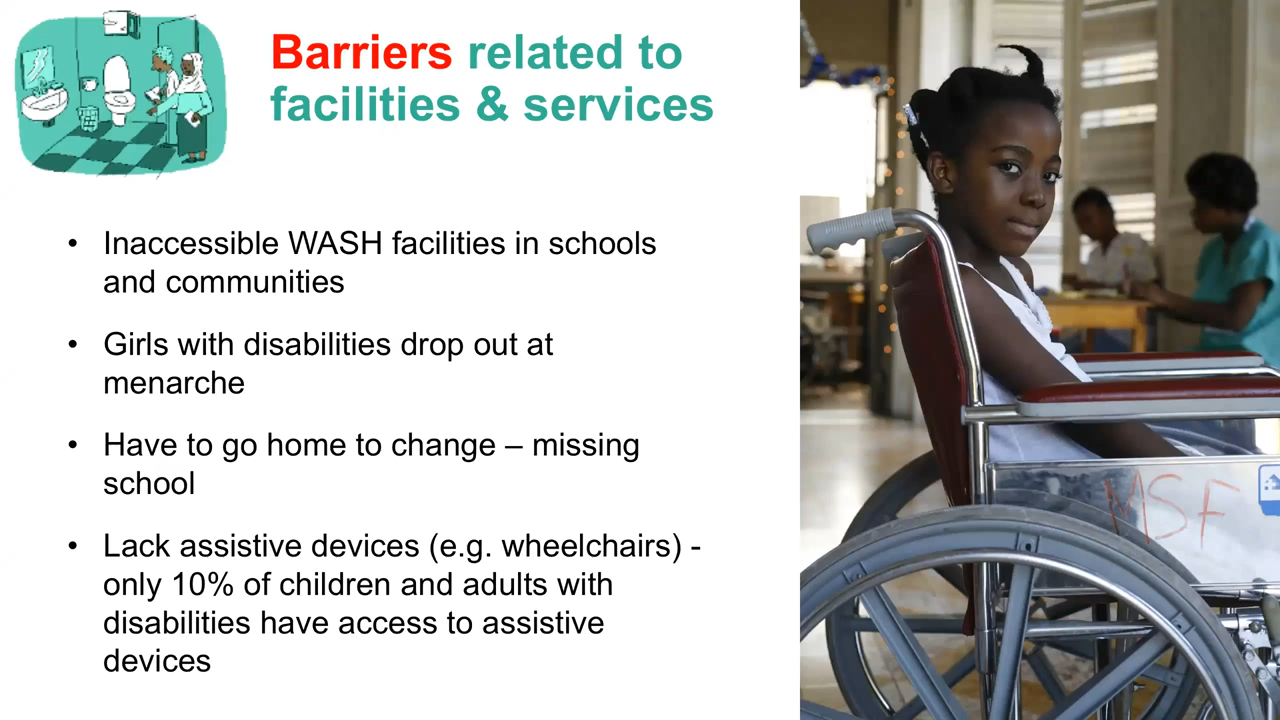 Barriers related to
facilities & services
• Inaccessible WASH facilities in schools
and communities
• Girls with disabilities drop out at
menarche
• Have to go home to change – missing
school
• Lack assistive devices (e.g. wheelchairs) -
only 10% of children and adults with
disabilities have access to assistive
devices
MSF